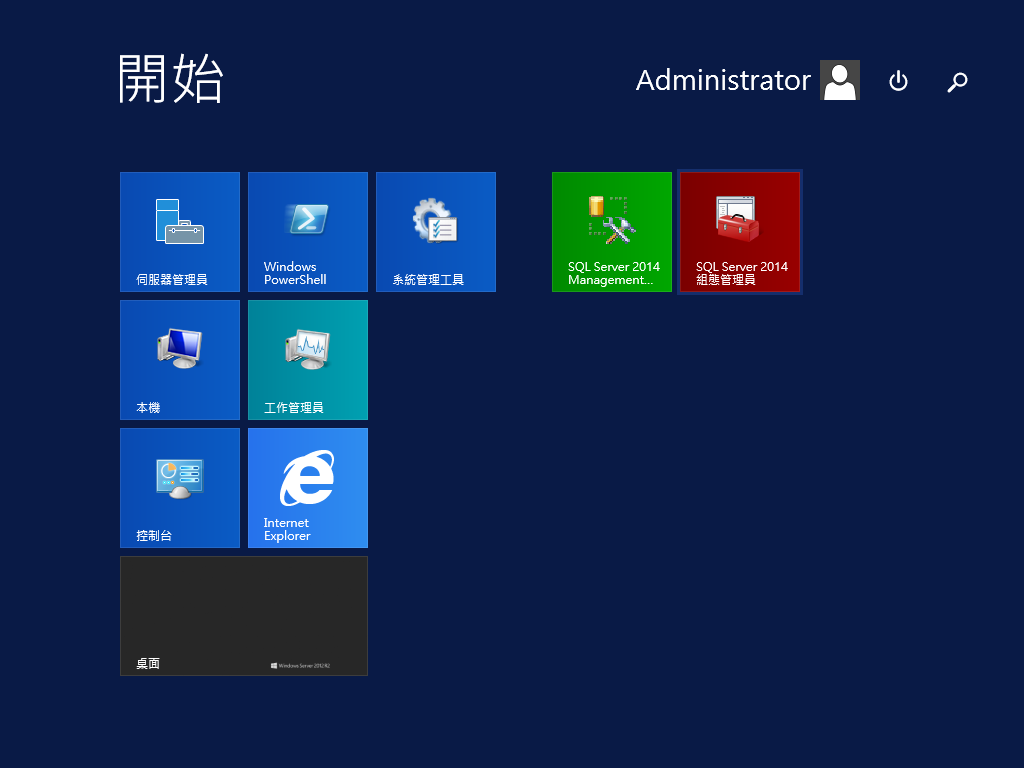 開始
Administrator
伺服器管理員
Windows
PowerShell
系統管理工具
SQL Server 2014
Management...
SQL Server 2014
組態管理員
本機
工作管理員
控制台
Internet
Explorer
桌面
Windows Server 2012 R2